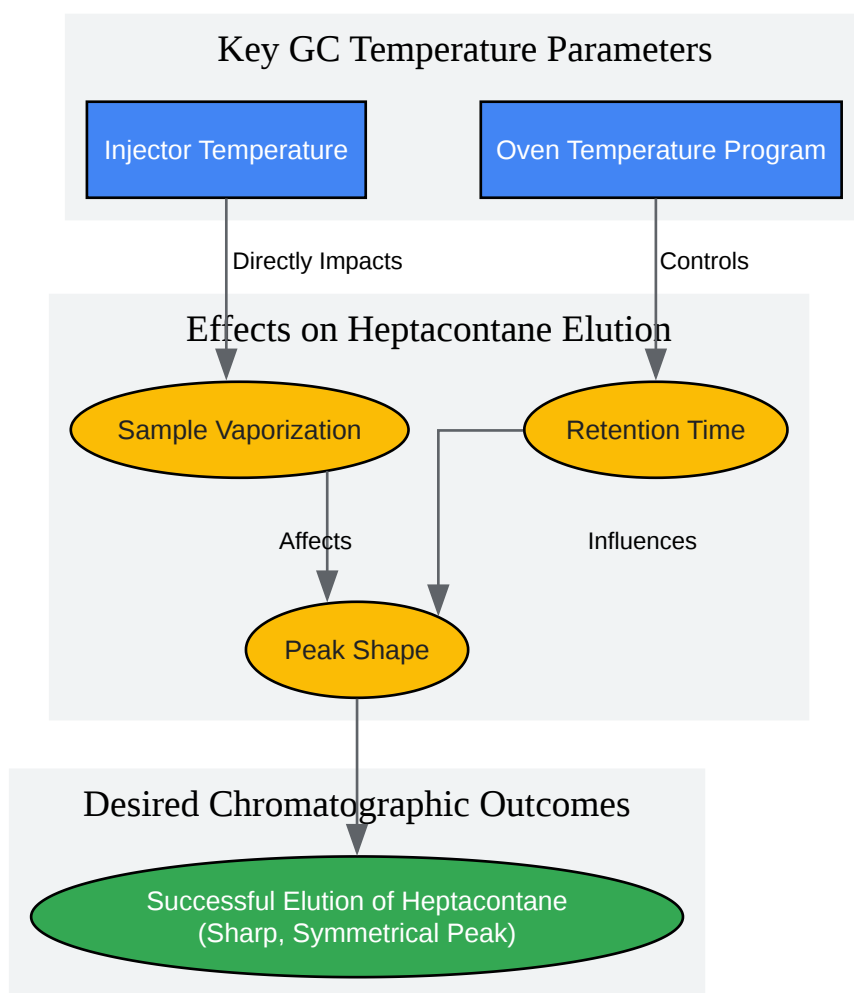 Key GC Temperature Parameters
Injector Temperature
Oven Temperature Program
Directly Impacts
Controls
Effects on Heptacontane Elution
Sample Vaporization
Retention Time
Affects
Influences
Peak Shape
Desired Chromatographic Outcomes
Successful Elution of Heptacontane
(Sharp, Symmetrical Peak)